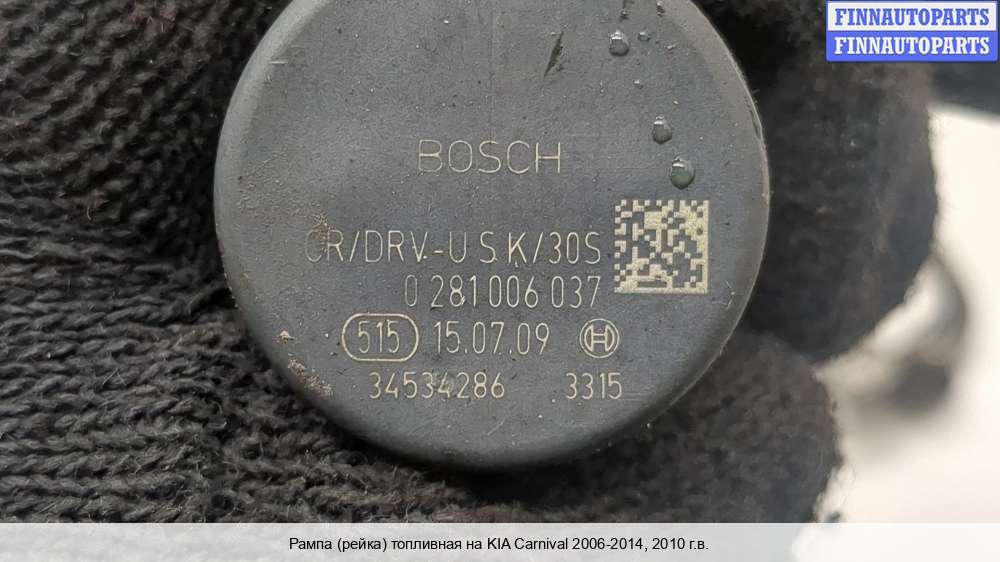 FINNAUTOPARTS
FINNAUTOPARTS
BOSCH
CR/DRV-USK/30S
0 281 006 037
515 15.07.09
34534286 3315
Рампа (рейка) топливная на KIA Carnival 2006-2014, 2010 г.в.